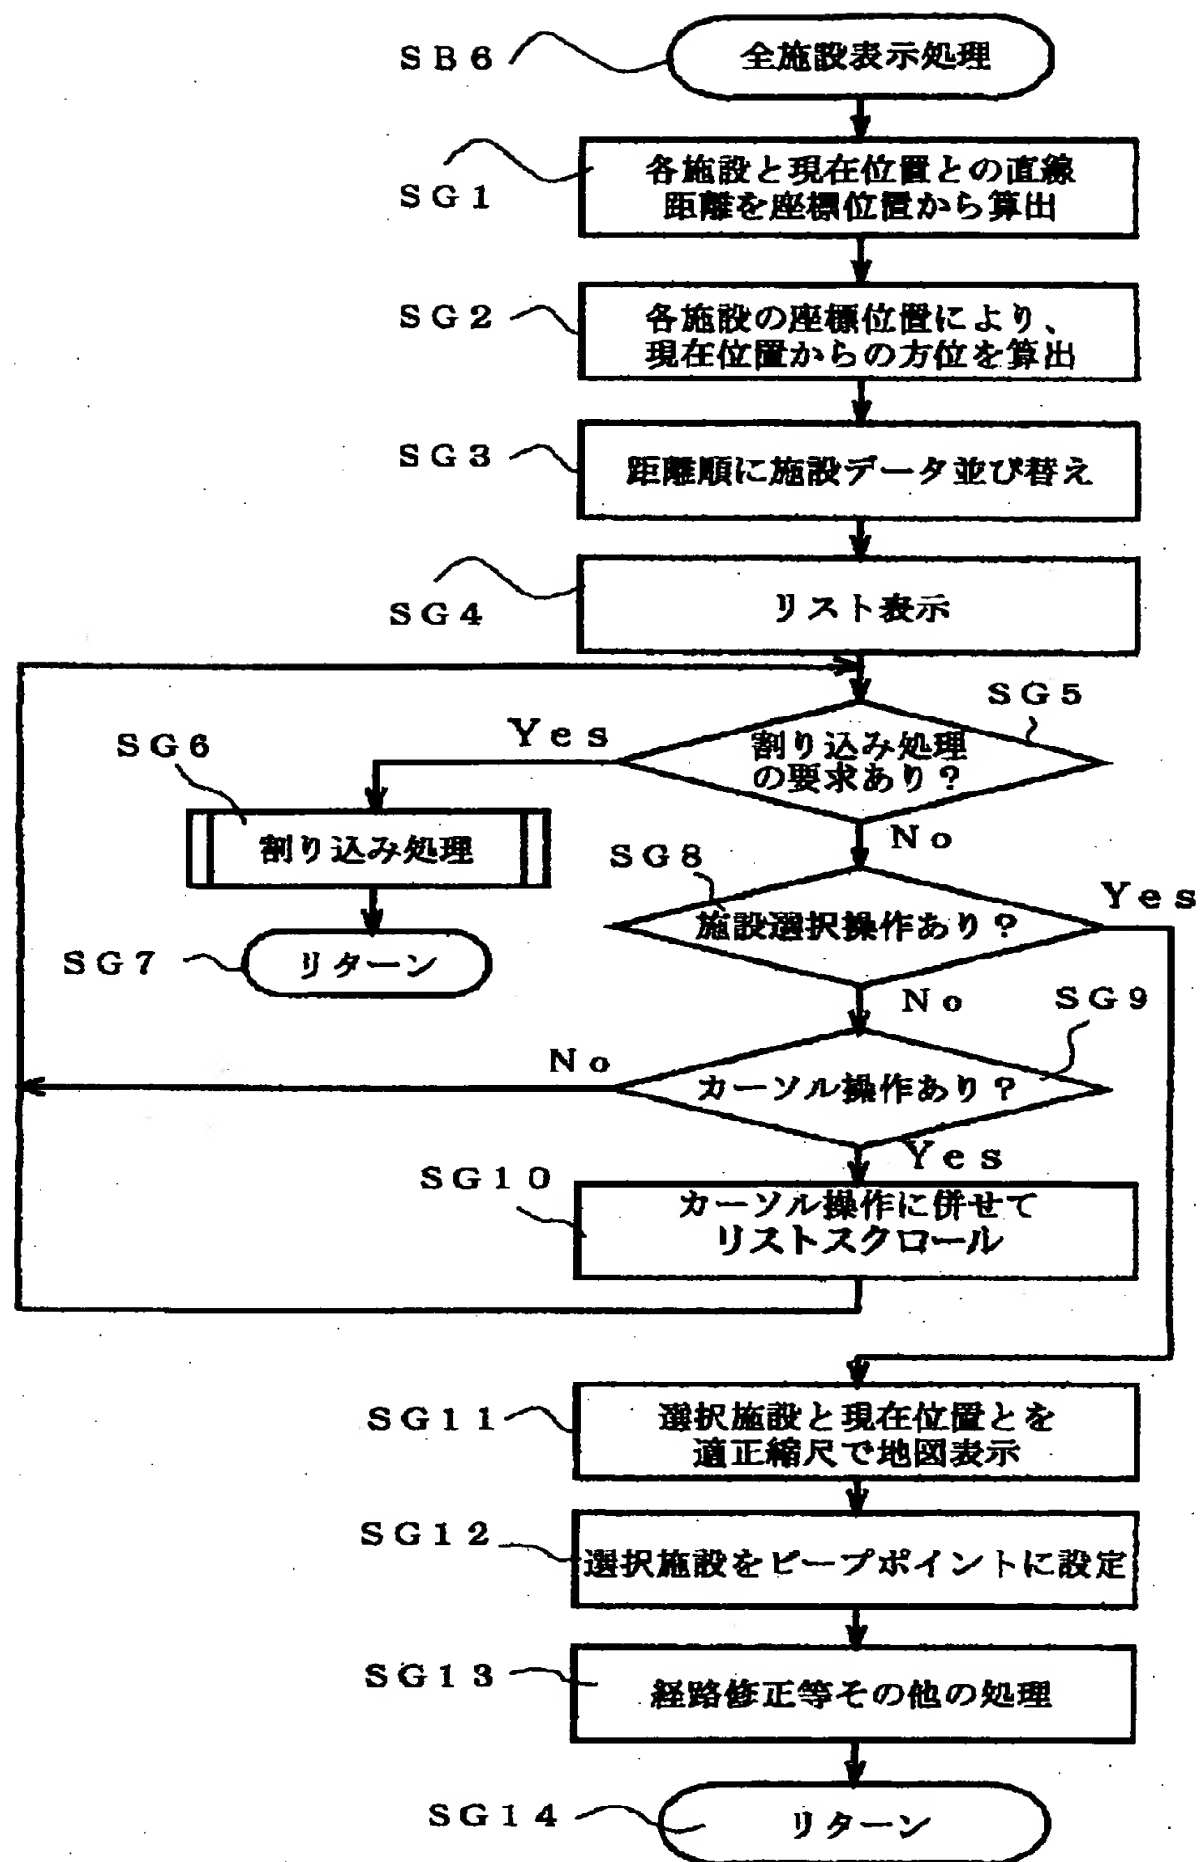 SB6
全施設表示処理
SG1
各施設と現在位置との直線
距離を座標位置から算出
SG2
各施設の座標位置により、
現在位置からの方位を算出
SG3
距離順に施設データ並び替え
SG4
リスト表示
SG5
割り込み処理
の要求あり?
Yes
No
SG6
割り込み処理
SG7
リターン
SG8
施設選択操作あり?
Yes
No
SG9
カーソル操作あり?
No
Yes
SG10
カーソル操作に併せて
リストスクロール
SG11
選択施設と現在位置とを
適正縮尺で地図表示
SG12
選択施設をビープポイントに設定
SG13
経路修正等その他の処理
SG14
リターン